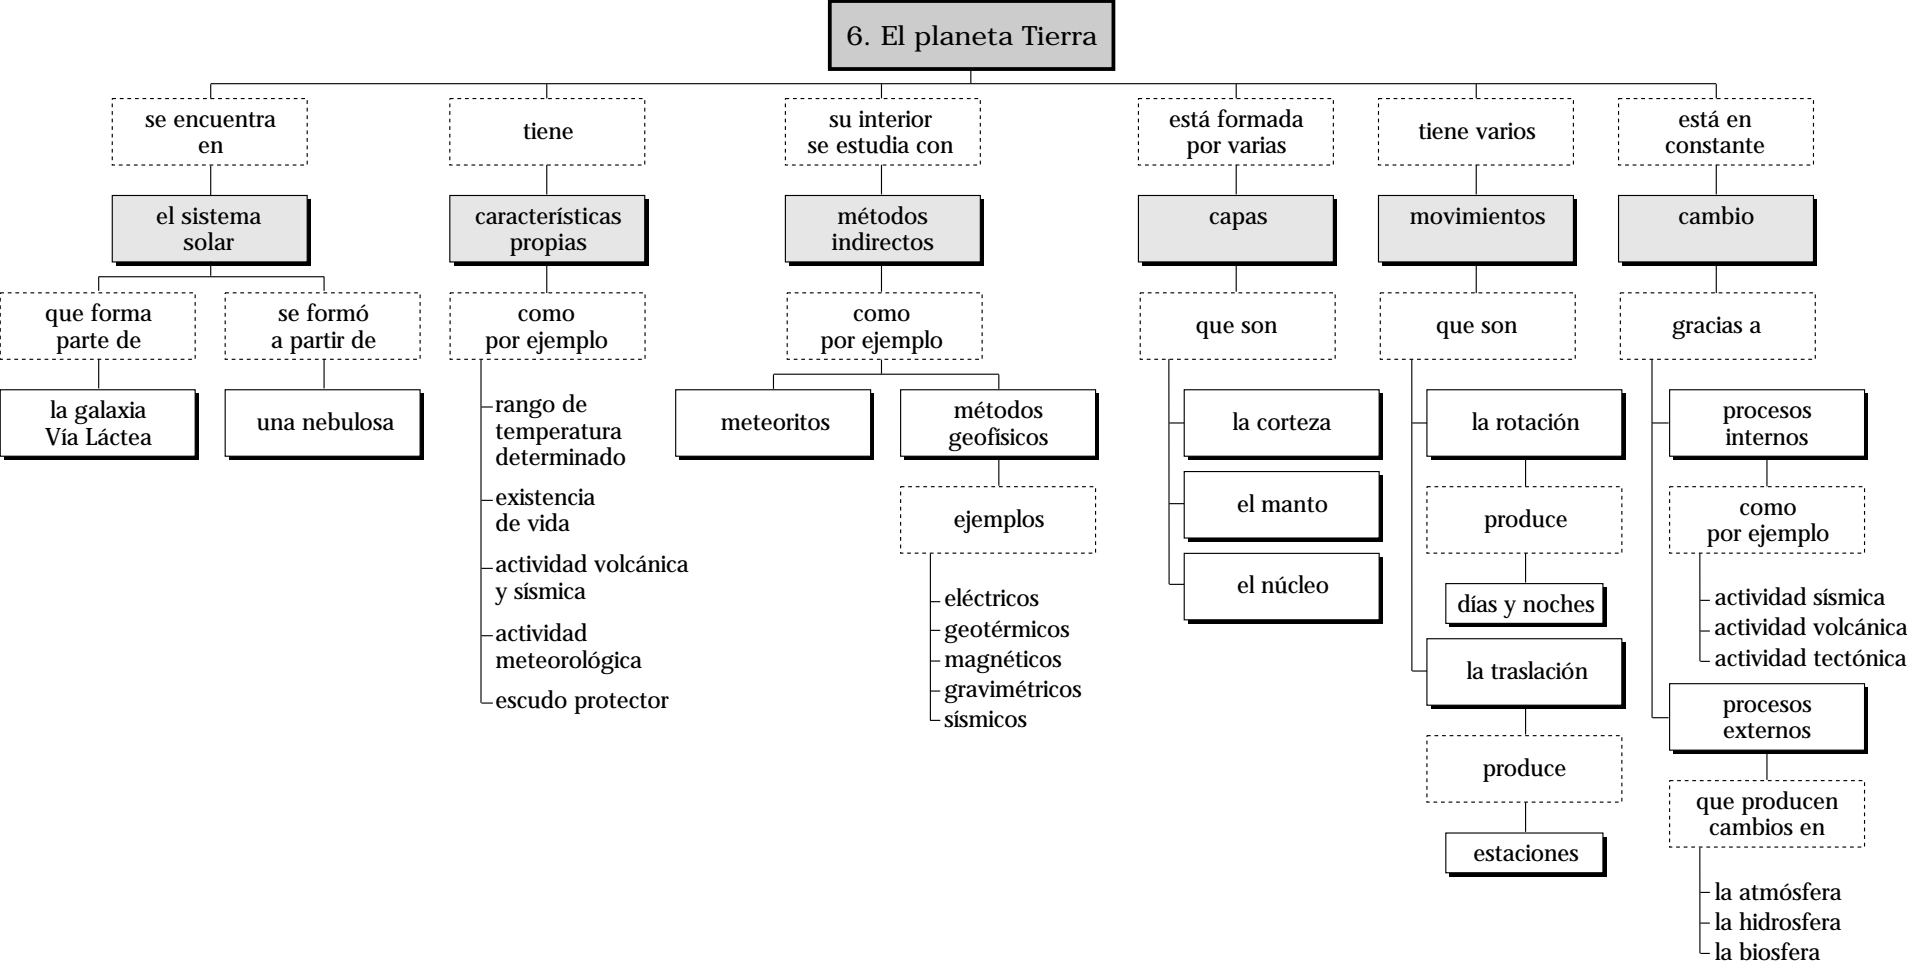 6. El planeta Tierra
se encuentra
en
el sistema
solar
que forma
parte de
la galaxia
Vía Láctea
se formó
a partir de
una nebulosa
tiene
características
propias
como
por ejemplo
rango de
temperatura
determinado
existencia
de vida
actividad volcánica
y sísmica
actividad
meteorológica
escudo protector
su interior
se estudia con
métodos
indirectos
como
por ejemplo
meteoritos
métodos
geofísicos
ejemplos
eléctricos
geotérmicos
magnéticos
gravimétricos
sísmicos
está formada
por varias
capas
que son
la corteza
el manto
el núcleo
tiene varios
movimientos
que son
la rotación
produce
días y noches
la traslación
produce
estaciones
está en
constante
cambio
gracias a
procesos
internos
como
por ejemplo
actividad sísmica
actividad volcánica
actividad tectónica
procesos
externos
que producen
cambios en
la atmósfera
la hidrosfera
la biosfera